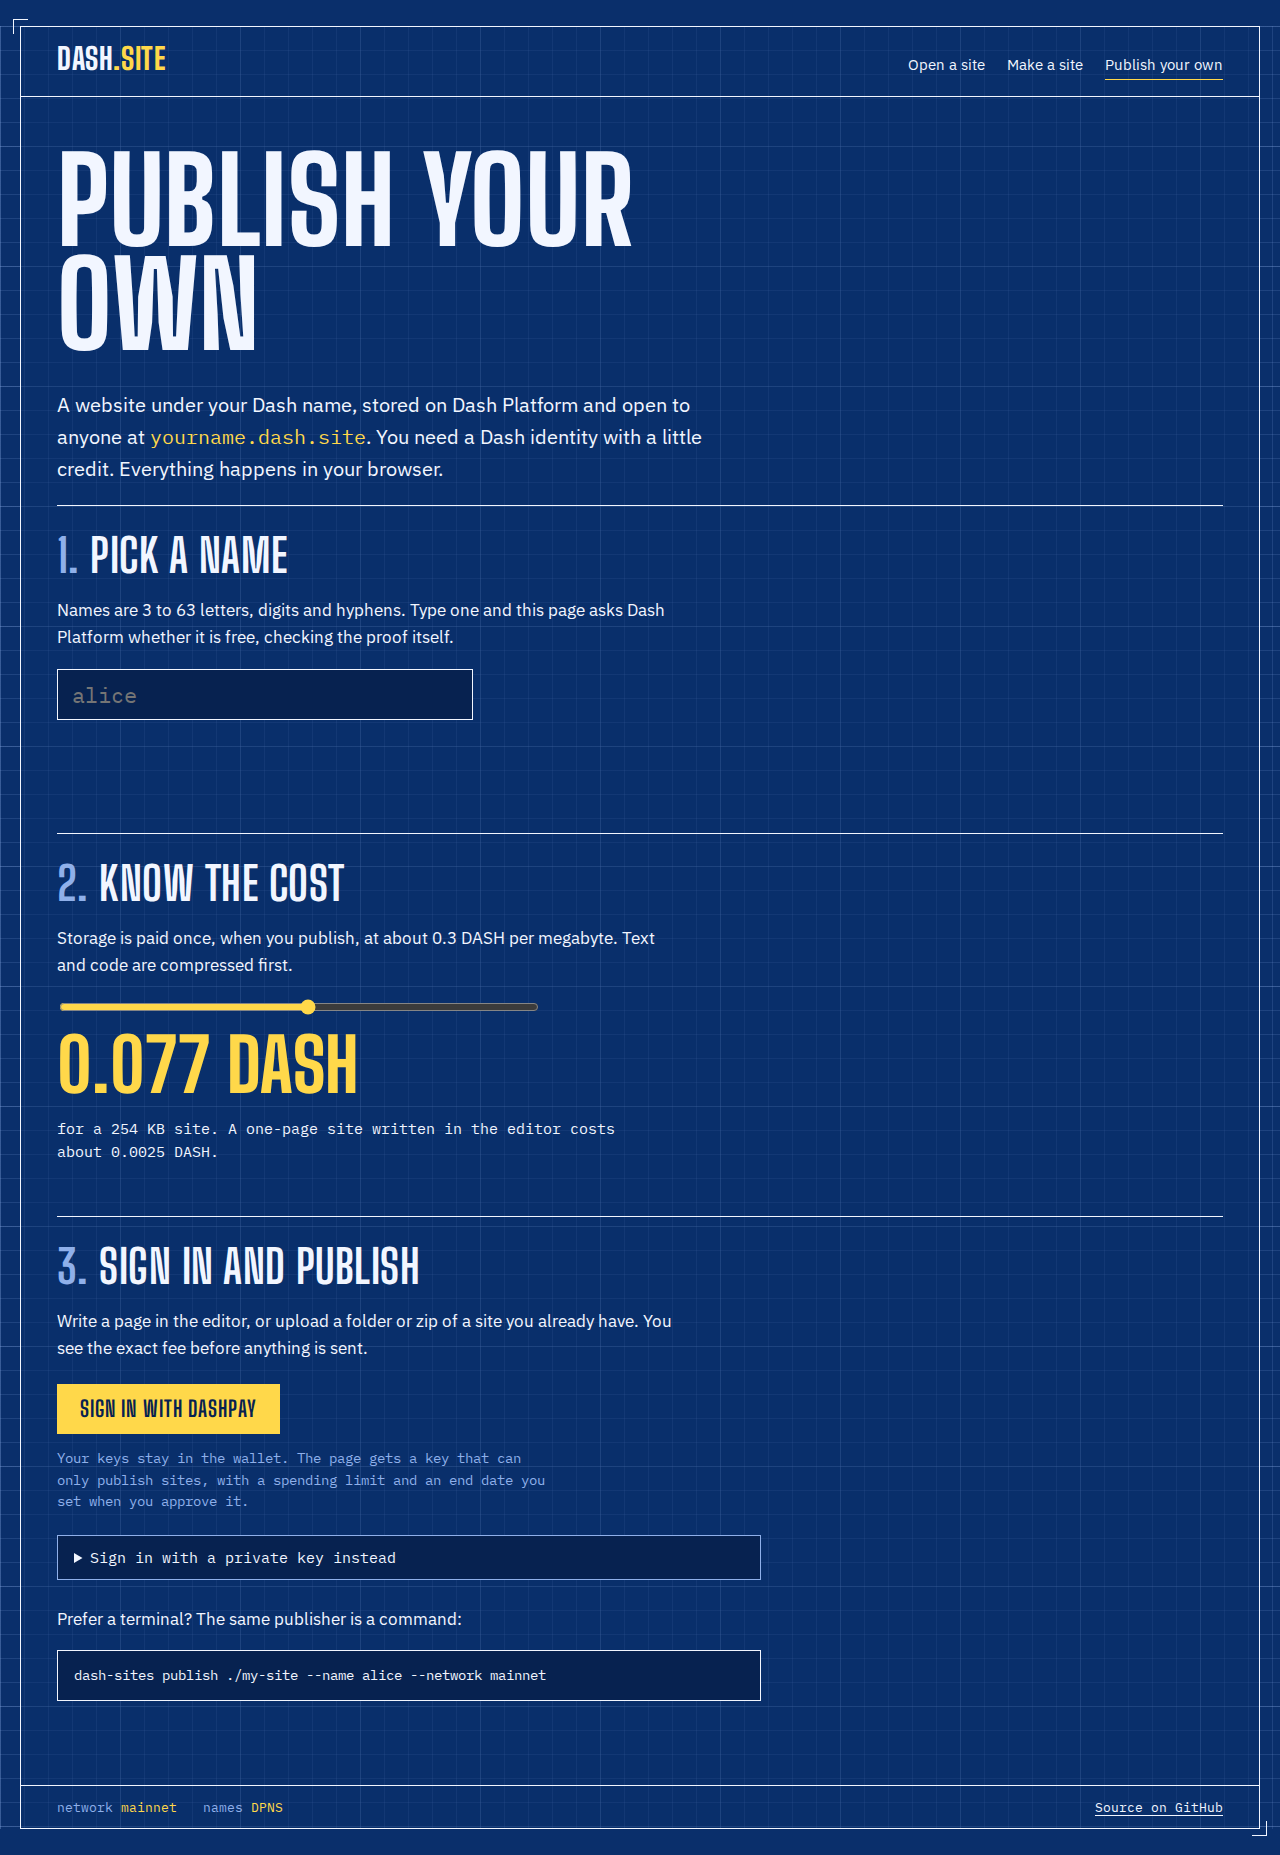 DASH.SITE
Open a site
Make a site
Publish your own
PUBLISH YOUR
OWN
A website under your Dash name, stored on Dash Platform and open to
anyone at yourname.dash.site. You need a Dash identity with a little
credit. Everything happens in your browser.
1. PICK A NAME
Names are 3 to 63 letters, digits and hyphens. Type one and this page asks Dash
Platform whether it is free, checking the proof itself.
alice
2. KNOW THE COST
Storage is paid once, when you publish, at about 0.3 DASH per megabyte. Text
and code are compressed first.
0.077 DASH
for a 254 KB site. A one-page site written in the editor costs
about 0.0025 DASH.
3. SIGN IN AND PUBLISH
Write a page in the editor, or upload a folder or zip of a site you already have. You
see the exact fee before anything is sent.
SIGN IN WITH DASHPAY
Your keys stay in the wallet. The page gets a key that can
only publish sites, with a spending limit and an end date you
set when you approve it.
Sign in with a private key instead
Prefer a terminal? The same publisher is a command:
dash-sites publish ./my-site --name alice --network mainnet
network mainnet
names DPNS
Source on GitHub